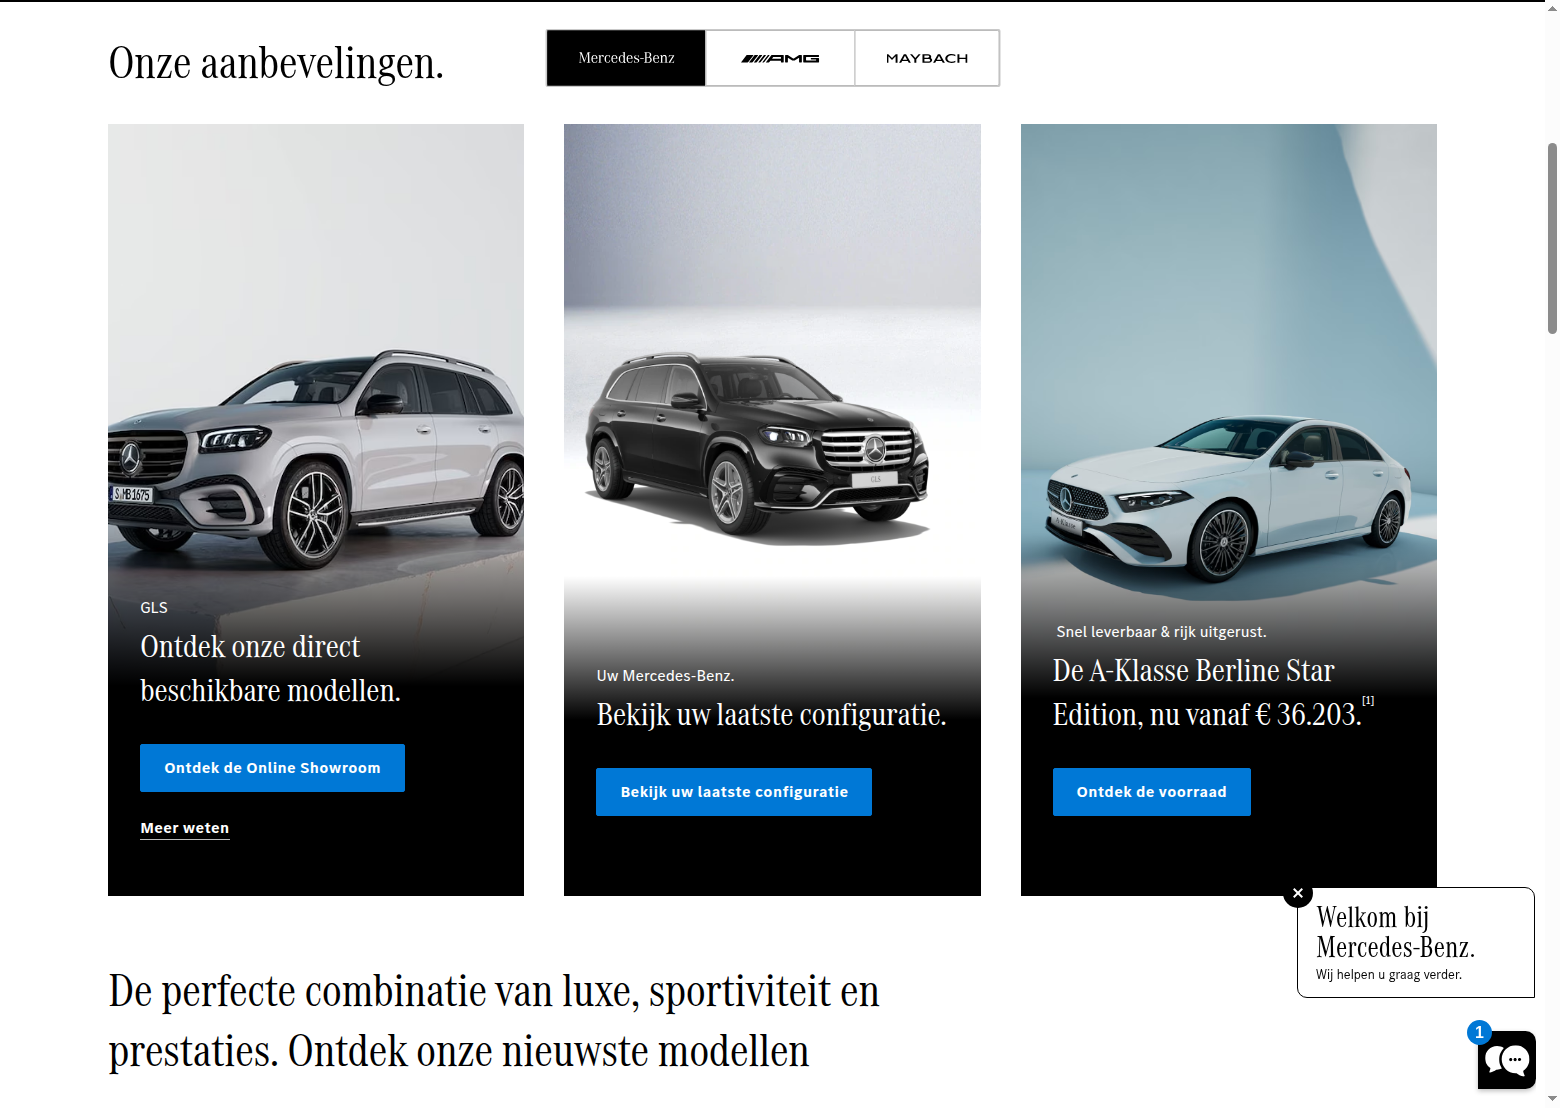 Onze aanbevelingen.
Mercedes-Benz
AMG
MAYBACH
S·MB1675
GLS
Ontdek onze direct
beschikbare modellen.
Ontdek de Online Showroom
Meer weten
GLS
Uw Mercedes-Benz.
Bekijk uw laatste configuratie.
Bekijk uw laatste configuratie
A-Klasse
Snel leverbaar & rijk uitgerust.
De A-Klasse Berline Star
Edition, nu vanaf € 36.203.[1]
Ontdek de voorraad
Welkom bij
Mercedes-Benz.
Wij helpen u graag verder.
1
De perfecte combinatie van luxe, sportiviteit en
prestaties. Ontdek onze nieuwste modellen